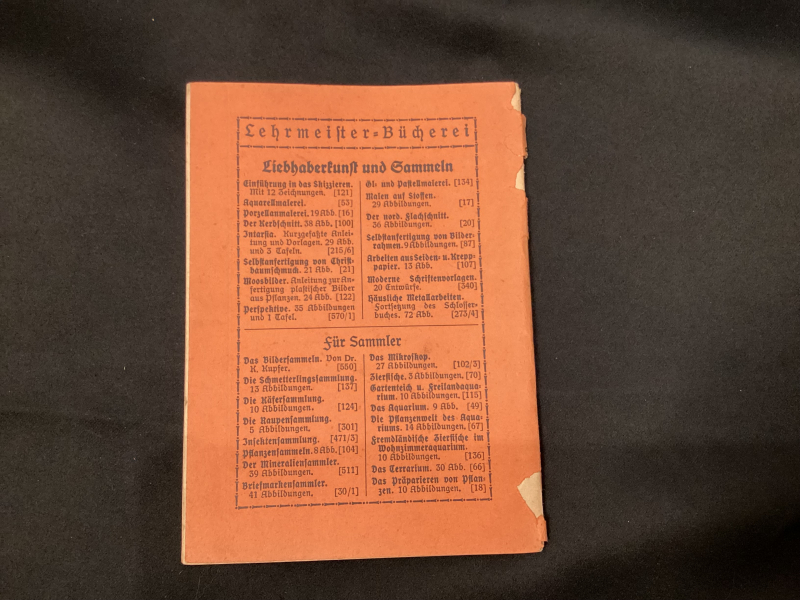 Lehrmeister-Bücherei
Liebhaberkunst und Sammeln
Einführung in das Skizzieren.
Mit 12 Zeichnungen. [121]
Aquarellmalerei. [53]
Porzellanmalerei. 19 Abb. [16]
Der Kerbschnitt. 38 Abb. [100]
Intarsia. Kurzgefaßte Anlei-
tung und Vorlagen. 29 Abb.
und 3 Tafeln. [215/6]
Selbstanfertigung von Christ-
baumschmuck. 21 Abb. [21]
Moosbilder. Anleitung zur An-
fertigung plastischer Bilder
aus Pflanzen. 24 Abb. [122]
Perspektive. 35 Abbildungen
und 1 Tafel. [570/1]
Öl- und Pastellmalerei. [154]
Malen auf Stoffen.
29 Abbildungen. [17]
Der nord. Flachschnitt.
36 Abbildungen. [20]
Selbstanfertigung von Bilder-
rahmen. 9 Abbildungen. [87]
Arbeiten aus Seiden- u. Krepp-
papier. 13 Abb. [107]
Moderne Schriftenvorlagen.
20 Entwürfe. [340]
Häusliche Metallarbeiten.
Fortsetzung des Schlosser-
buches. 72 Abb. [273/4]
Für Sammler
Das Bildersammeln. Von Dr.
K. Kupfer. [550]
Die Schmetterlingssammlung.
13 Abbildungen. [137]
Die Käfersammlung.
10 Abbildungen. [124]
Die Raupensammlung.
5 Abbildungen. [301]
Insektensammlung. [471/3]
Pflanzensammeln. 8 Abb. [104]
Der Mineraliensammler.
39 Abbildungen. [511]
Briefmarkensammler.
41 Abbildungen. [30/1]
Das Mikroskop.
27 Abbildungen. [102/3]
Zierfische. 3 Abbildungen. [70]
Gartenteich u. Freilandaqua-
rium. 10 Abbildungen. [115]
Das Aquarium. 9 Abb. [49]
Die Pflanzenwelt des Aqua-
riums. 14 Abbildungen. [67]
Fremdländische Zierfische im
Wohnzimmeraquarium.
10 Abbildungen. [136]
Das Terrarium. 30 Abb. [66]
Das Präparieren von Pflan-
zen. 10 Abbildungen. [18]